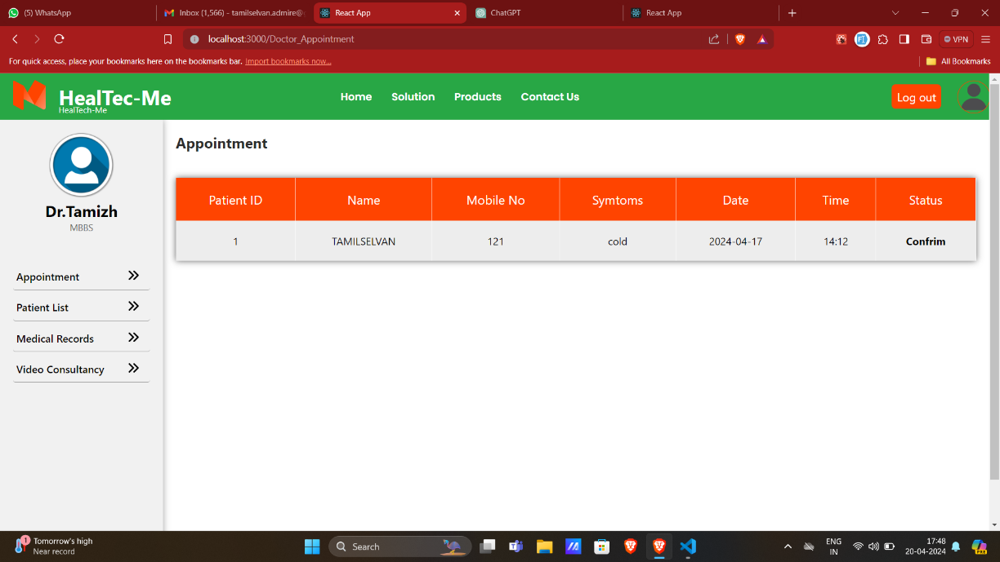 (5) WhatsApp
Inbox (1,566) - tamilselvan.admire@
React App
ChatGPT
React App
localhost:3000/Doctor_Appointment
VPN
For quick access, place your bookmarks here on the bookmarks bar. Import bookmarks now...
All Bookmarks
HealTec-Me
HealTech-Me
Home
Solution
Products
Contact Us
Log out
Dr.Tamizh
MBBS
Appointment
Patient List
Medical Records
Video Consultancy
Appointment
Patient ID Name Mobile No Symtoms Date Time Status
1 TAMILSELVAN 121 cold 2024-04-17 14:12 Confrim
1
Tomorrow's high
Near record
Search
ENG
IN
17:48
20-04-2024